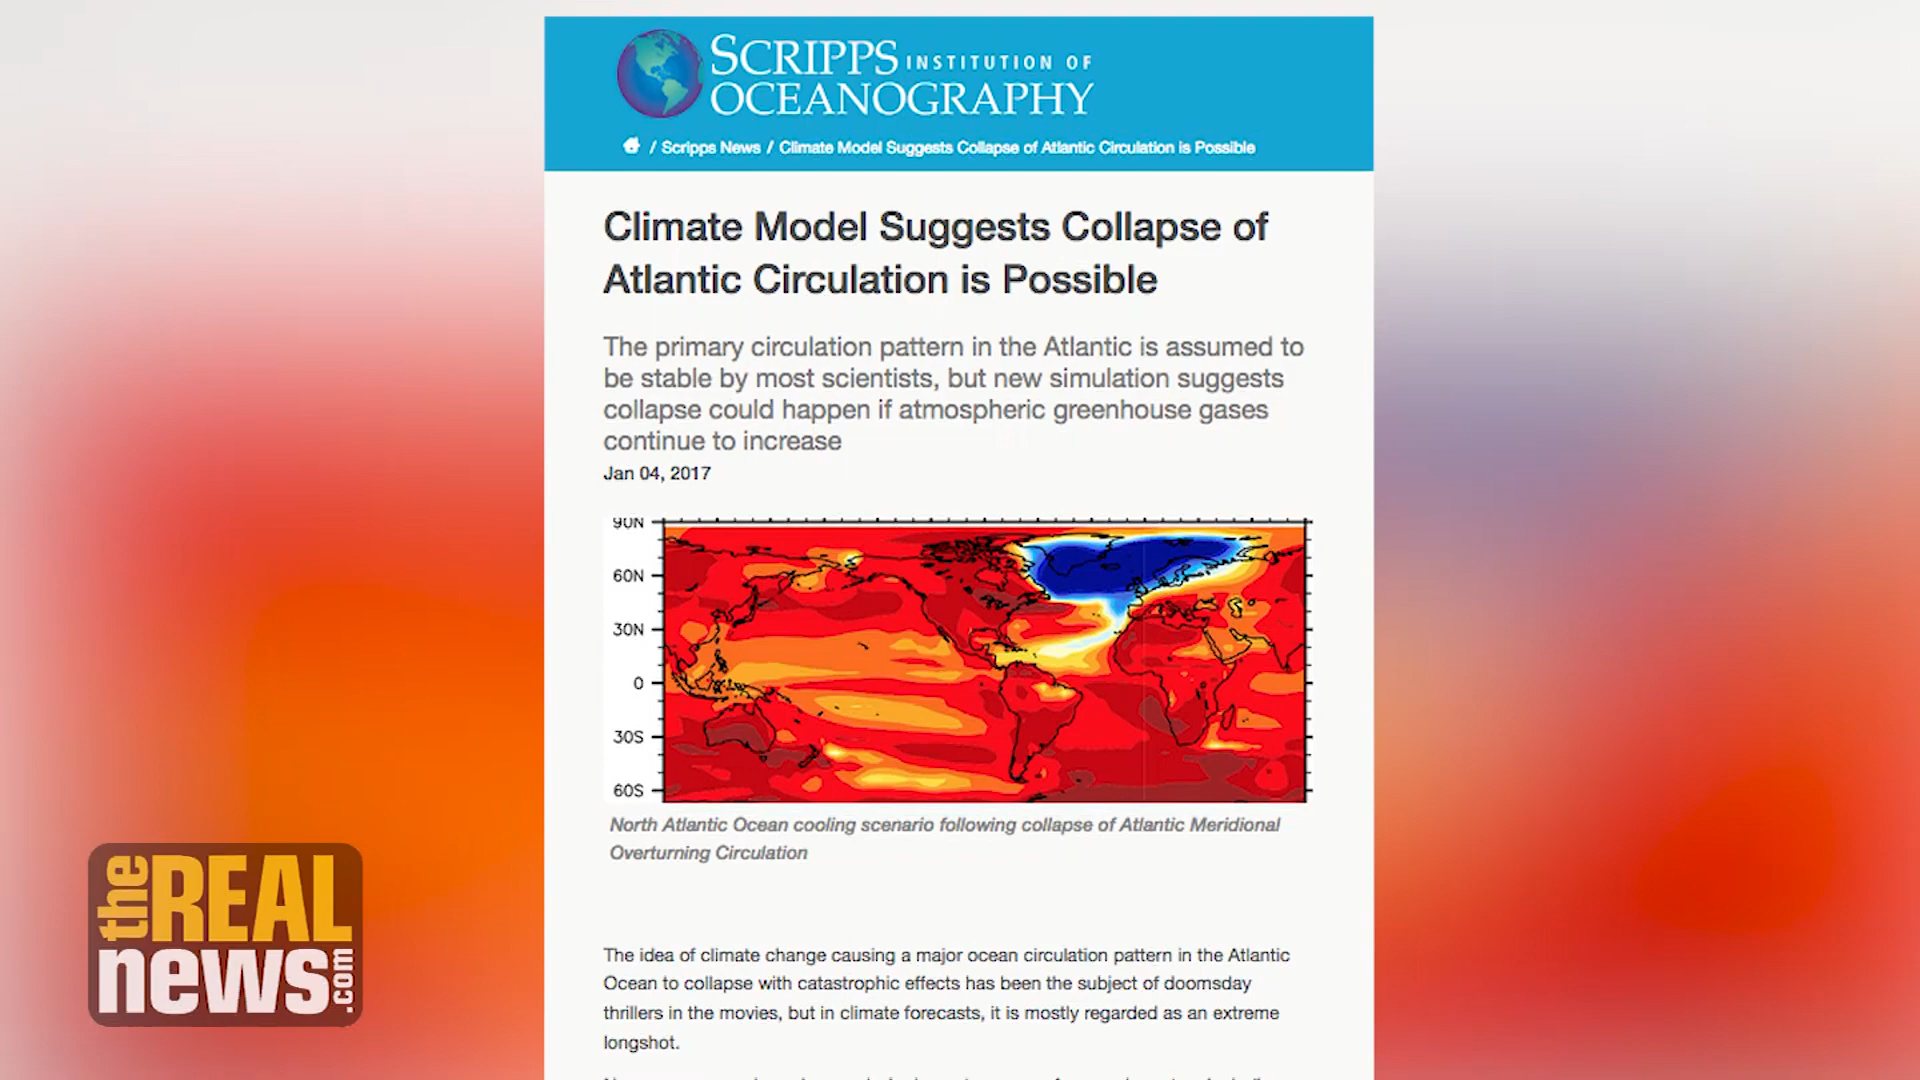 SCRIPPS INSTITUTION OF
OCEANOGRAPHY
/ Scripps News / Climate Model Suggests Collapse of Atlantic Circulation is Possible
Climate Model Suggests Collapse of
Atlantic Circulation is Possible
The primary circulation pattern in the Atlantic is assumed to
be stable by most scientists, but new simulation suggests
collapse could happen if atmospheric greenhouse gases
continue to increase
Jan 04, 2017
90N
60N
30N
0
30S
60S
North Atlantic Ocean cooling scenario following collapse of Atlantic Meridional
Overturning Circulation
The idea of climate change causing a major ocean circulation pattern in the Atlantic
Ocean to collapse with catastrophic effects has been the subject of doomsday
thrillers in the movies, but in climate forecasts, it is mostly regarded as an extreme
longshot.
the REAL
news.com